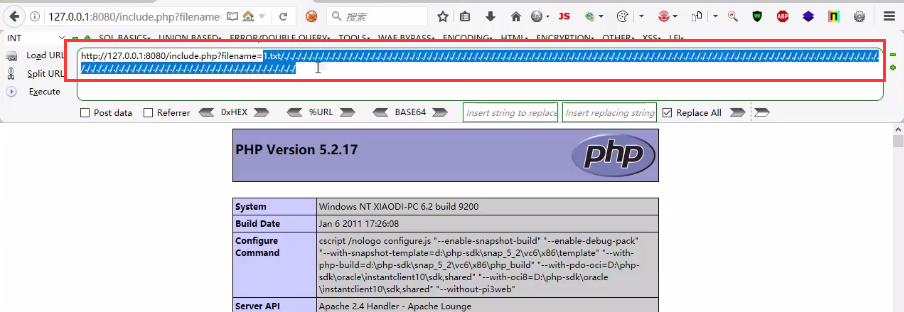 127.0.0.1:8080/include.php?filename=
搜索
INT
SQL BASICS
UNION BASED
ERROR/DOUBLE QUERY
TOOLS
WAF BYPASS
ENCODING
HTML
ENCRYPTION
OTHER
XSS
LFI
Load URL
http://127.0.0.1:8080/include.php?filename=1.txt/
Split URL
Execute
Post data
Referrer
0xHEX
%URL
BASE64
Insert string to replace
Insert replacing string
Replace All
PHP Version 5.2.17
php
System
Windows NT XIAODI-PC 6.2 build 9200
Build Date
Jan 6 2011 17:26:08
Configure
Command
cscript /nologo configure.js "--enable-snapshot-build" "--enable-debug-pack"
"--with-snapshot-template=d:\php-sdk\snap_5_2\vc6\x86\template" "--with-
php-build=d:\php-sdk\snap_5_2\vc6\x86\php_build" "--with-pdo-oci=D:\php-
sdk\oracle\instantclient10\sdk,shared" "--with-oci8=D:\php-sdk\oracle
\instantclient10\sdk,shared" "--without-pi3web"
Server API
Apache 2.4 Handler - Apache Lounge